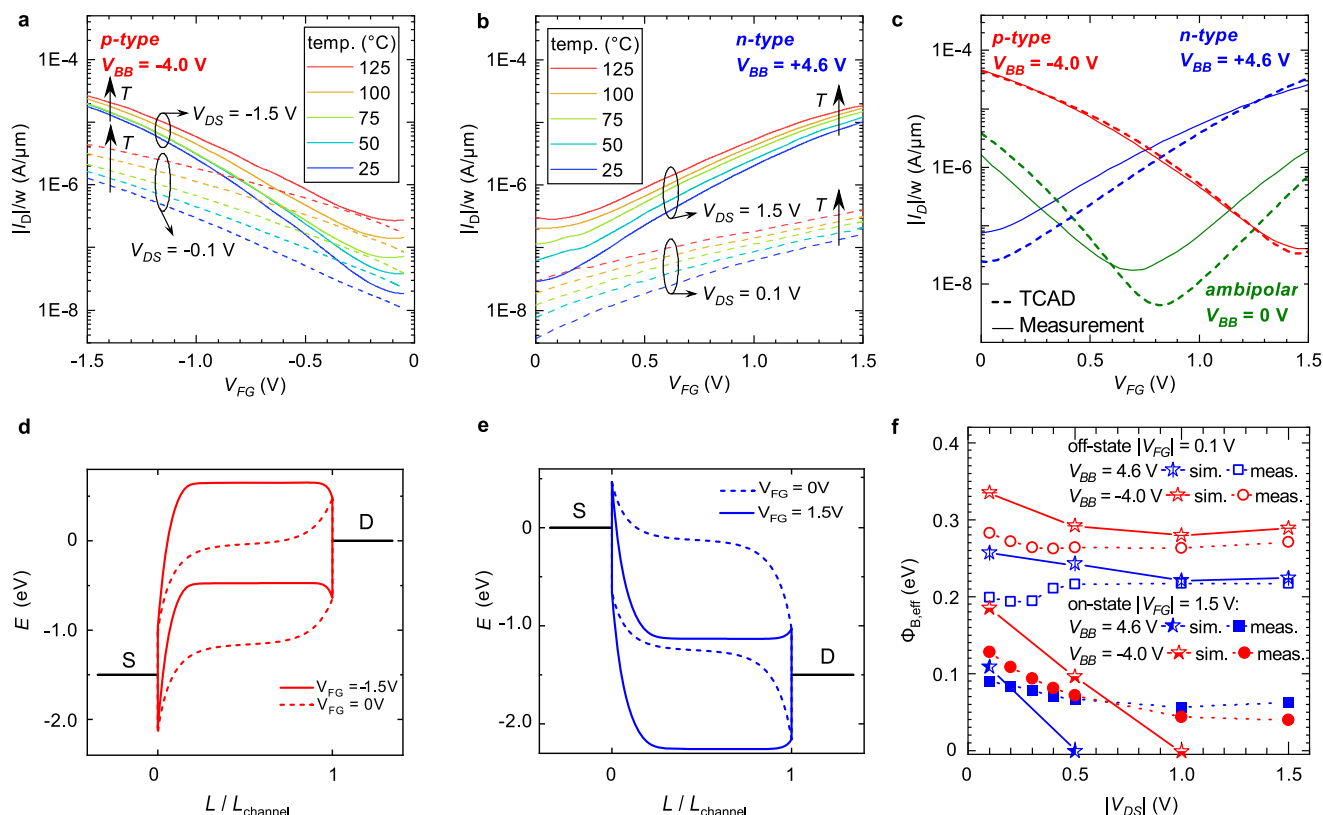 a
p-type
V_BB = -4.0 V
temp. (°C)
125
100
75
50
25
T
V_DS = -1.5 V
T
V_DS = -0.1 V
1E-4
1E-6
1E-8
|I_D|/w (A/μm)
-1.5
-1.0
-0.5
0
V_FG (V)
b
temp. (°C)
125
100
75
50
25
n-type
V_BB = +4.6 V
T
V_DS = 1.5 V
T
V_DS = 0.1 V
1E-4
1E-6
1E-8
|I_D|/w (A/μm)
0
0.6
1.2
V_FG (V)
c
p-type
V_BB = -4.0 V
n-type
V_BB = +4.6 V
TCAD
Measurement
ambipolar
V_BB = 0 V
1E-4
1E-6
1E-8
|I_D|/w (A/μm)
0.0
0.5
1.0
1.5
V_FG (V)
d
S
D
V_FG = -1.5V
V_FG = 0V
0
-1.0
-2.0
E (eV)
0
1
L / L_channel
e
V_FG = 0V
V_FG = 1.5V
S
D
0
-1.0
-2.0
E (eV)
0
1
L / L_channel
f
off-state |V_FG| = 0.1 V
V_BB = 4.6 V sim. meas.
V_BB = -4.0 V sim. meas.
on-state |V_FG| = 1.5 V:
V_BB = 4.6 V sim. meas.
V_BB = -4.0 V sim. meas.
0.4
0.3
0.2
0.1
0
Φ_B,eff (eV)
0
0.5
1.0
1.5
|V_DS| (V)